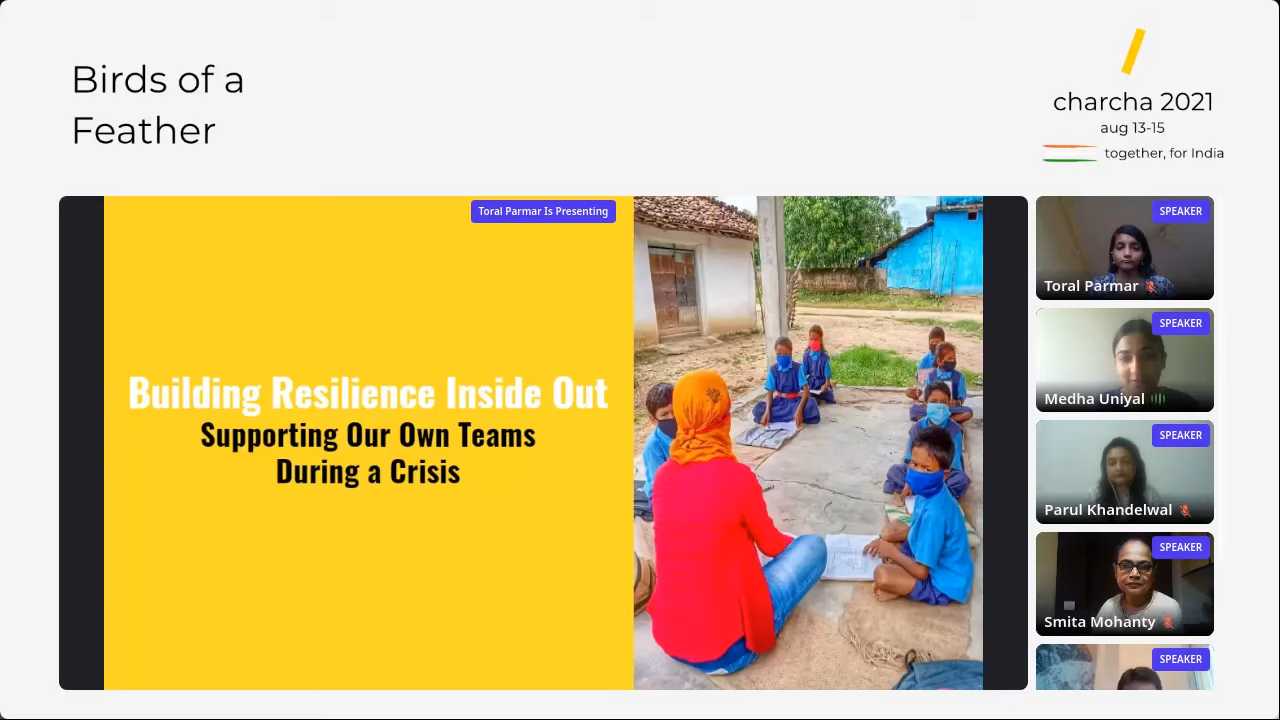 Birds of a
Feather
charcha 2021
aug 13-15
together, for India
Toral Parmar Is Presenting
Building Resilience Inside Out
Supporting Our Own Teams
During a Crisis
SPEAKER
Toral Parmar
SPEAKER
Medha Uniyal
SPEAKER
Parul Khandelwal
SPEAKER
Smita Mohanty
SPEAKER